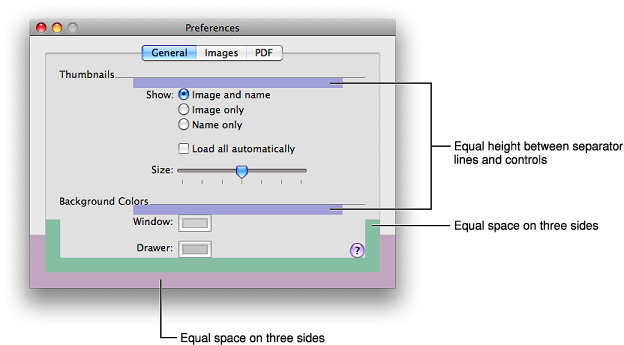 Preferences
General Images PDF
Thumbnails
Show: Image and name
Image only
Name only
Load all automatically
Size:
Equal height between separator
lines and controls
Background Colors
Window:
Equal space on three sides
Drawer: ?
Equal space on three sides